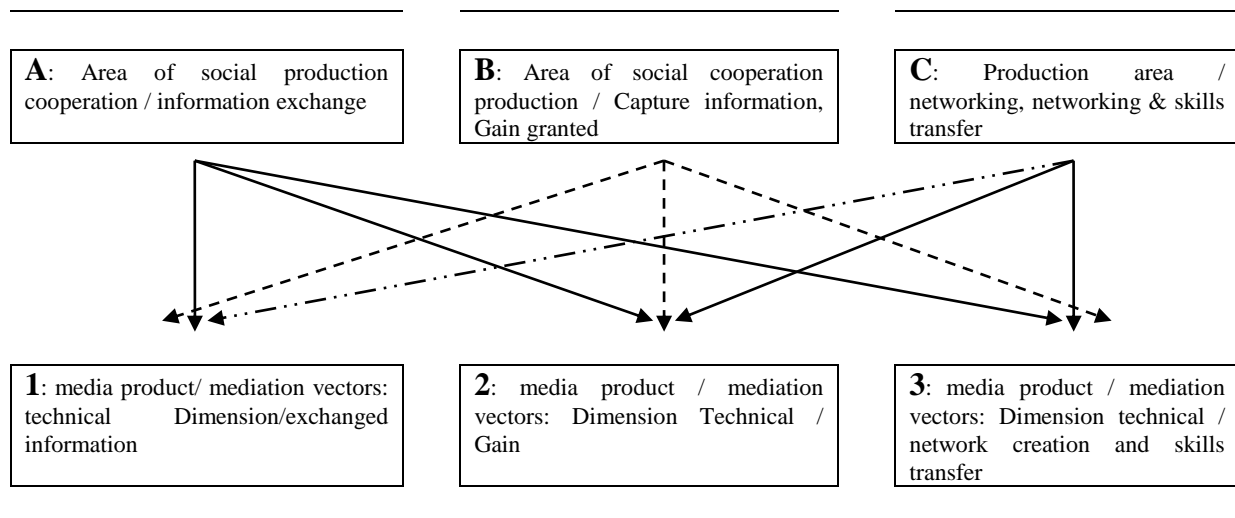 A: Area of social production
cooperation / information exchange
B: Area of social cooperation
production / Capture information,
Gain granted
C: Production area /
networking, networking & skills
transfer
1: media product/ mediation vectors:
technical Dimension/exchanged
information
2: media product / mediation
vectors: Dimension Technical /
Gain
3: media product / mediation
vectors: Dimension technical /
network creation and skills
transfer